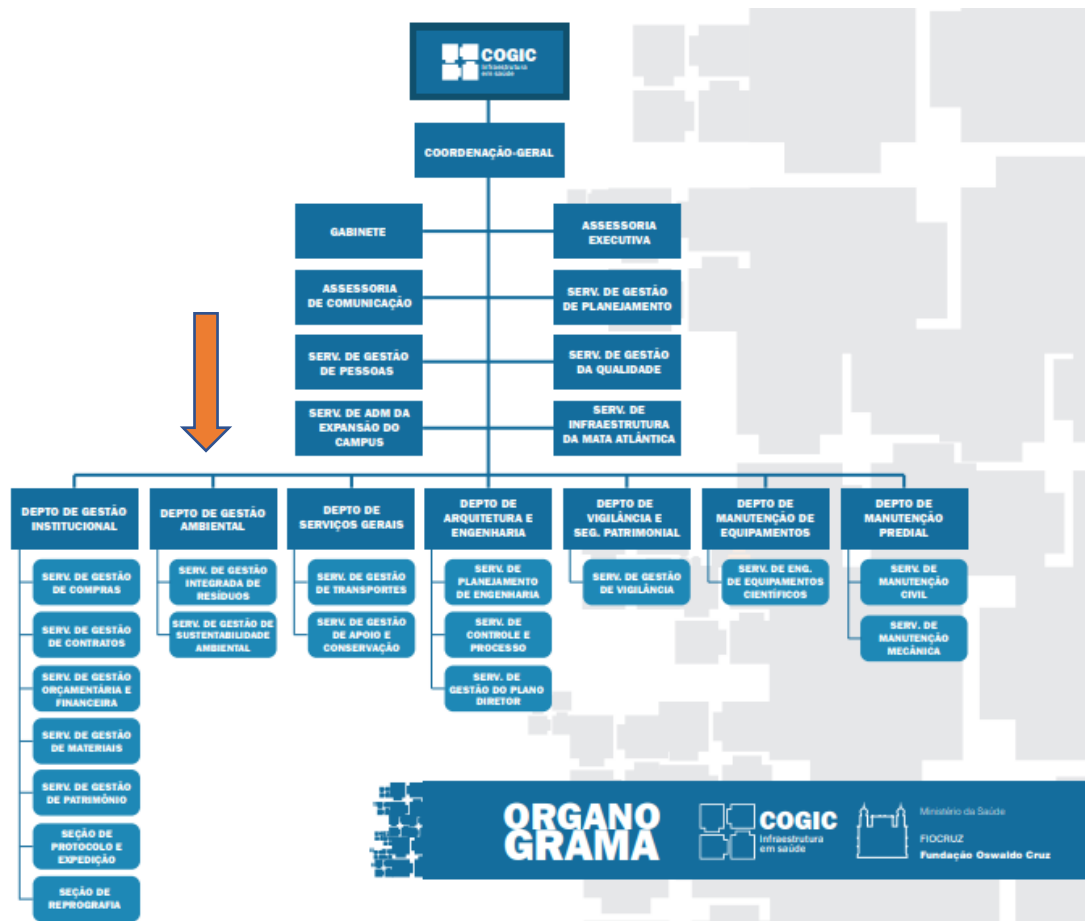 COGIC
Infraestrutura
em saúde
COORDENAÇÃO-GERAL
GABINETE
ASSESSORIA
EXECUTIVA
ASSESSORIA
DE COMUNICAÇÃO
SERV. DE GESTÃO
DE PLANEJAMENTO
SERV. DE GESTÃO
DE PESSOAS
SERV. DE GESTÃO
DA QUALIDADE
SERV. DE ADM DA
EXPANSÃO DO
CAMPUS
SERV. DE
INFRAESTRUTURA
DA MATA ATLÂNTICA
DEPTO DE GESTÃO
INSTITUCIONAL
SERV. DE GESTÃO
DE COMPRAS
SERV. DE GESTÃO
DE CONTRATOS
SERV. DE GESTÃO
ORÇAMENTÁRIA E
FINANCEIRA
SERV. DE GESTÃO
DE MATERIAIS
SERV. DE GESTÃO
DE PATRIMÔNIO
SEÇÃO DE
PROTOCOLO E
EXPEDIÇÃO
SEÇÃO DE
REPROGRAFIA
DEPTO DE GESTÃO
AMBIENTAL
SERV. DE GESTÃO
INTEGRADA DE
RESÍDUOS
SERV. DE GESTÃO DE
SUSTENTABILIDADE
AMBIENTAL
DEPTO DE
SERVIÇOS GERAIS
SERV. DE GESTÃO
DE TRANSPORTES
SERV. DE GESTÃO
DE APOIO E
CONSERVAÇÃO
DEPTO DE
ARQUITETURA E
ENGENHARIA
SERV. DE
PLANEJAMENTO
DE ENGENHARIA
SERV. DE
CONTROLE E
PROCESSO
SERV. DE
GESTÃO DO PLANO
DIRETOR
DEPTO DE
VIGILÂNCIA E
SEG. PATRIMONIAL
SERV. DE GESTÃO
DE VIGILÂNCIA
DEPTO DE
MANUTENÇÃO DE
EQUIPAMENTOS
SERV. DE ENG.
DE EQUIPAMENTOS
CIENTÍFICOS
DEPTO DE
MANUTENÇÃO
PREDIAL
SERV. DE
MANUTENÇÃO
CIVIL
SERV. DE
MANUTENÇÃO
MECÂNICA
ORGANO
GRAMA
COGIC
Infraestrutura
em saúde
Ministério da Saúde
FIOCRUZ
Fundação Oswaldo Cruz